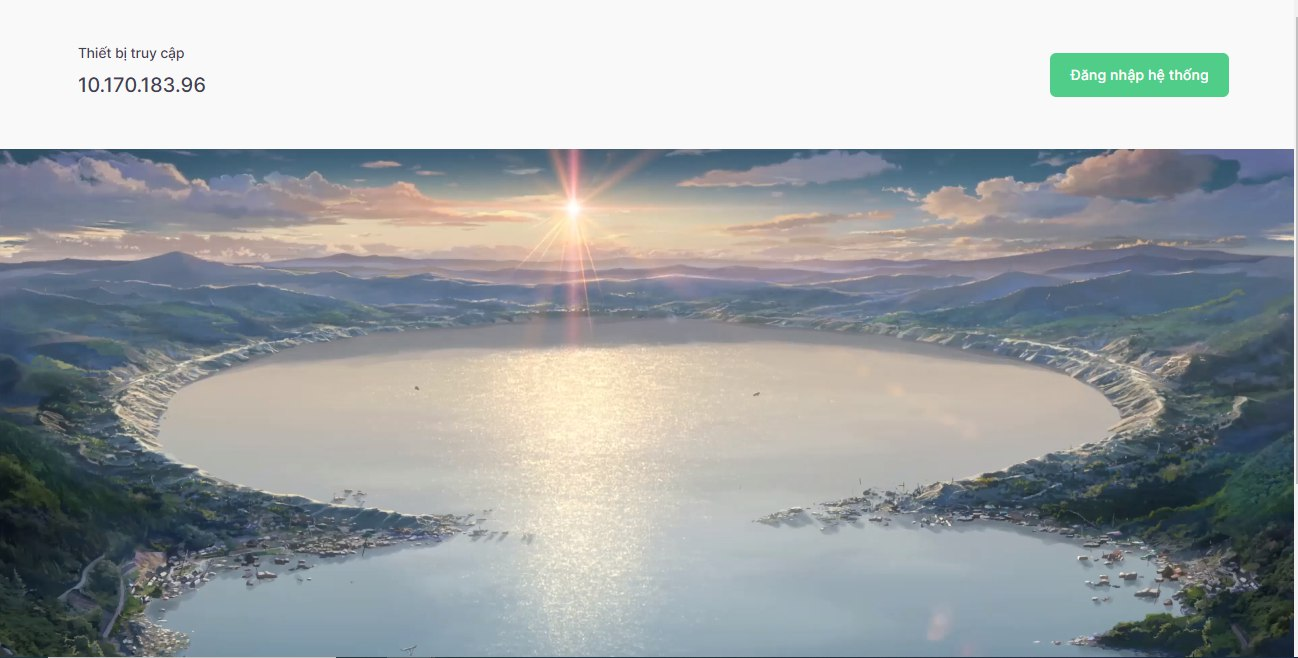 Thiết bị truy cập
10.170.183.96
Đăng nhập hệ thống